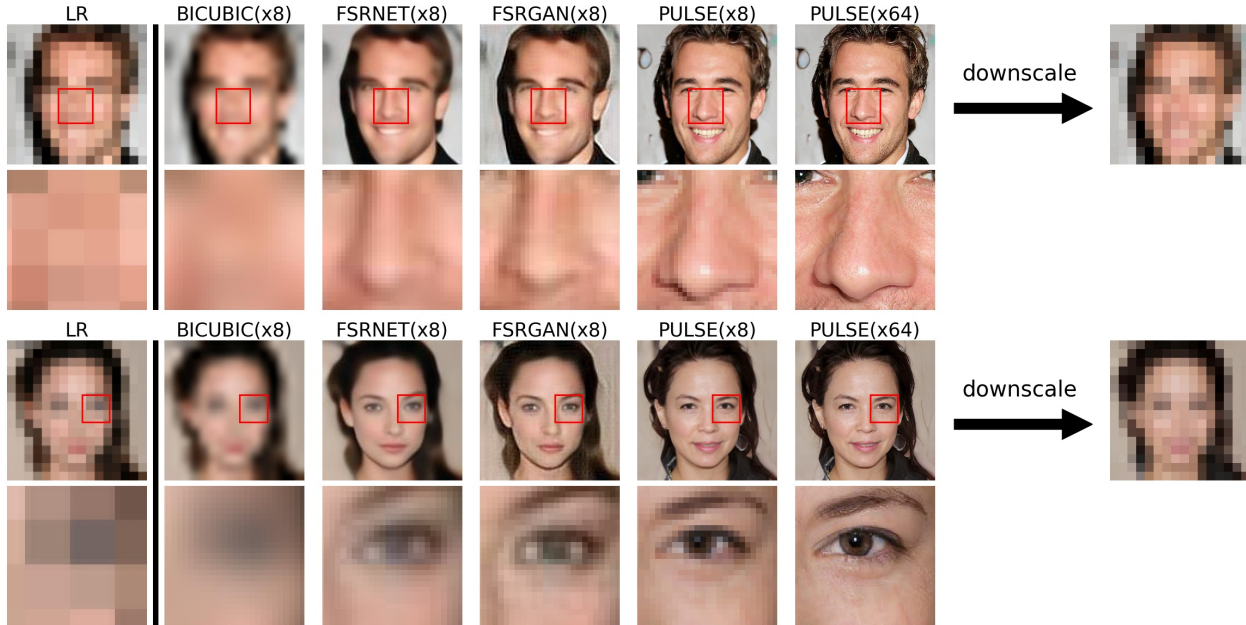 LR BICUBIC(x8) FSRNET(x8) FSRGAN(x8) PULSE(x8) PULSE(x64)
downscale
LR BICUBIC(x8) FSRNET(x8) FSRGAN(x8) PULSE(x8) PULSE(x64)
downscale